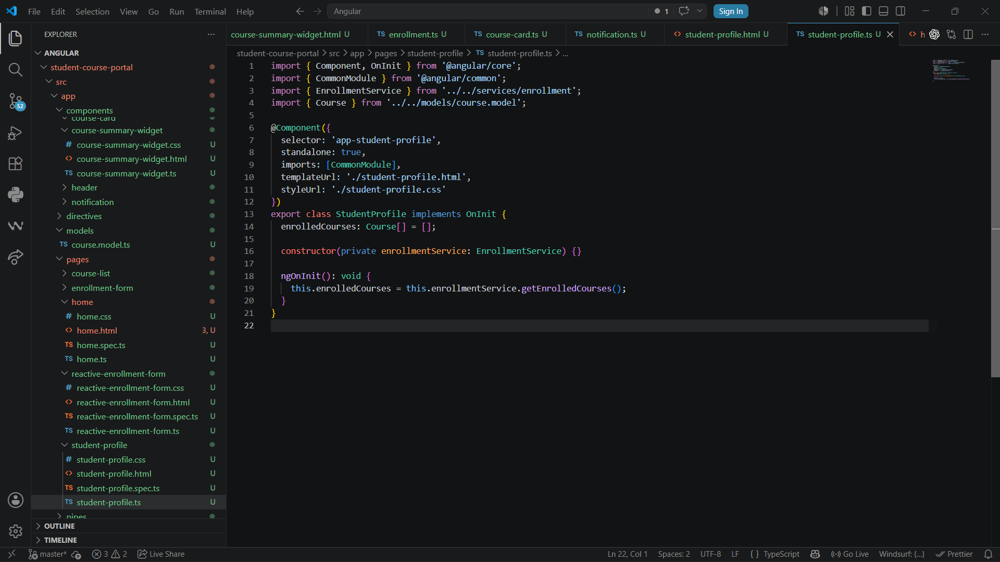 File Edit Selection View Go Run Terminal Help
Angular
1
Sign In
EXPLORER
ANGULAR
student-course-portal
src
app
components
course-card
course-summary-widget
# course-summary-widget.css U
<> course-summary-widget.html U
TS course-summary-widget.ts U
header
notification
directives
models
TS course.model.ts U
pages
course-list
enrollment-form
home
# home.css U
<> home.html 3, U
TS home.spec.ts U
TS home.ts U
reactive-enrollment-form
# reactive-enrollment-form.css U
<> reactive-enrollment-form.html U
TS reactive-enrollment-form.spec.ts U
TS reactive-enrollment-form.ts U
student-profile
# student-profile.css U
<> student-profile.html U
TS student-profile.spec.ts U
TS student-profile.ts U
pipes
OUTLINE
TIMELINE
52
course-summary-widget.html U
TS enrollment.ts U
TS course-card.ts U
TS notification.ts U
<> student-profile.html U
TS student-profile.ts U
<> h
student-course-portal > src > app > pages > student-profile > TS student-profile.ts > ...
1 import { Component, OnInit } from '@angular/core';
2 import { CommonModule } from '@angular/common';
3 import { EnrollmentService } from '../../services/enrollment';
4 import { Course } from '../../models/course.model';
5
6 @Component({
7 selector: 'app-student-profile',
8 standalone: true,
9 imports: [CommonModule],
10 templateUrl: './student-profile.html',
11 styleUrl: './student-profile.css'
12 })
13 export class StudentProfile implements OnInit {
14 enrolledCourses: Course[] = [];
15
16 constructor(private enrollmentService: EnrollmentService) {}
17
18 ngOnInit(): void {
19 this.enrolledCourses = this.enrollmentService.getEnrolledCourses();
20 }
21 }
22
master* 3 2 Live Share
Ln 22, Col 1 Spaces: 2 UTF-8 LF { } TypeScript Go Live Windsurf: {...} Prettier